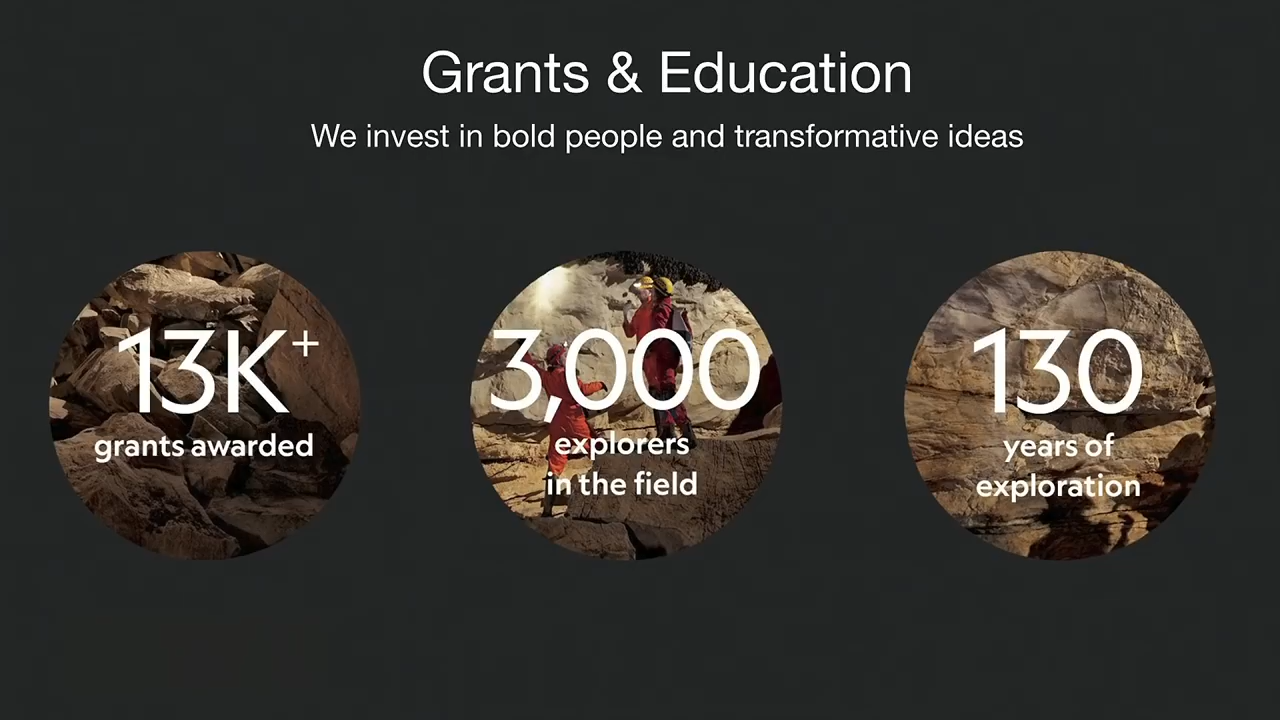 Grants & Education
We invest in bold people and transformative ideas
13K+
grants awarded
3,000
explorers
in the field
130
years of
exploration